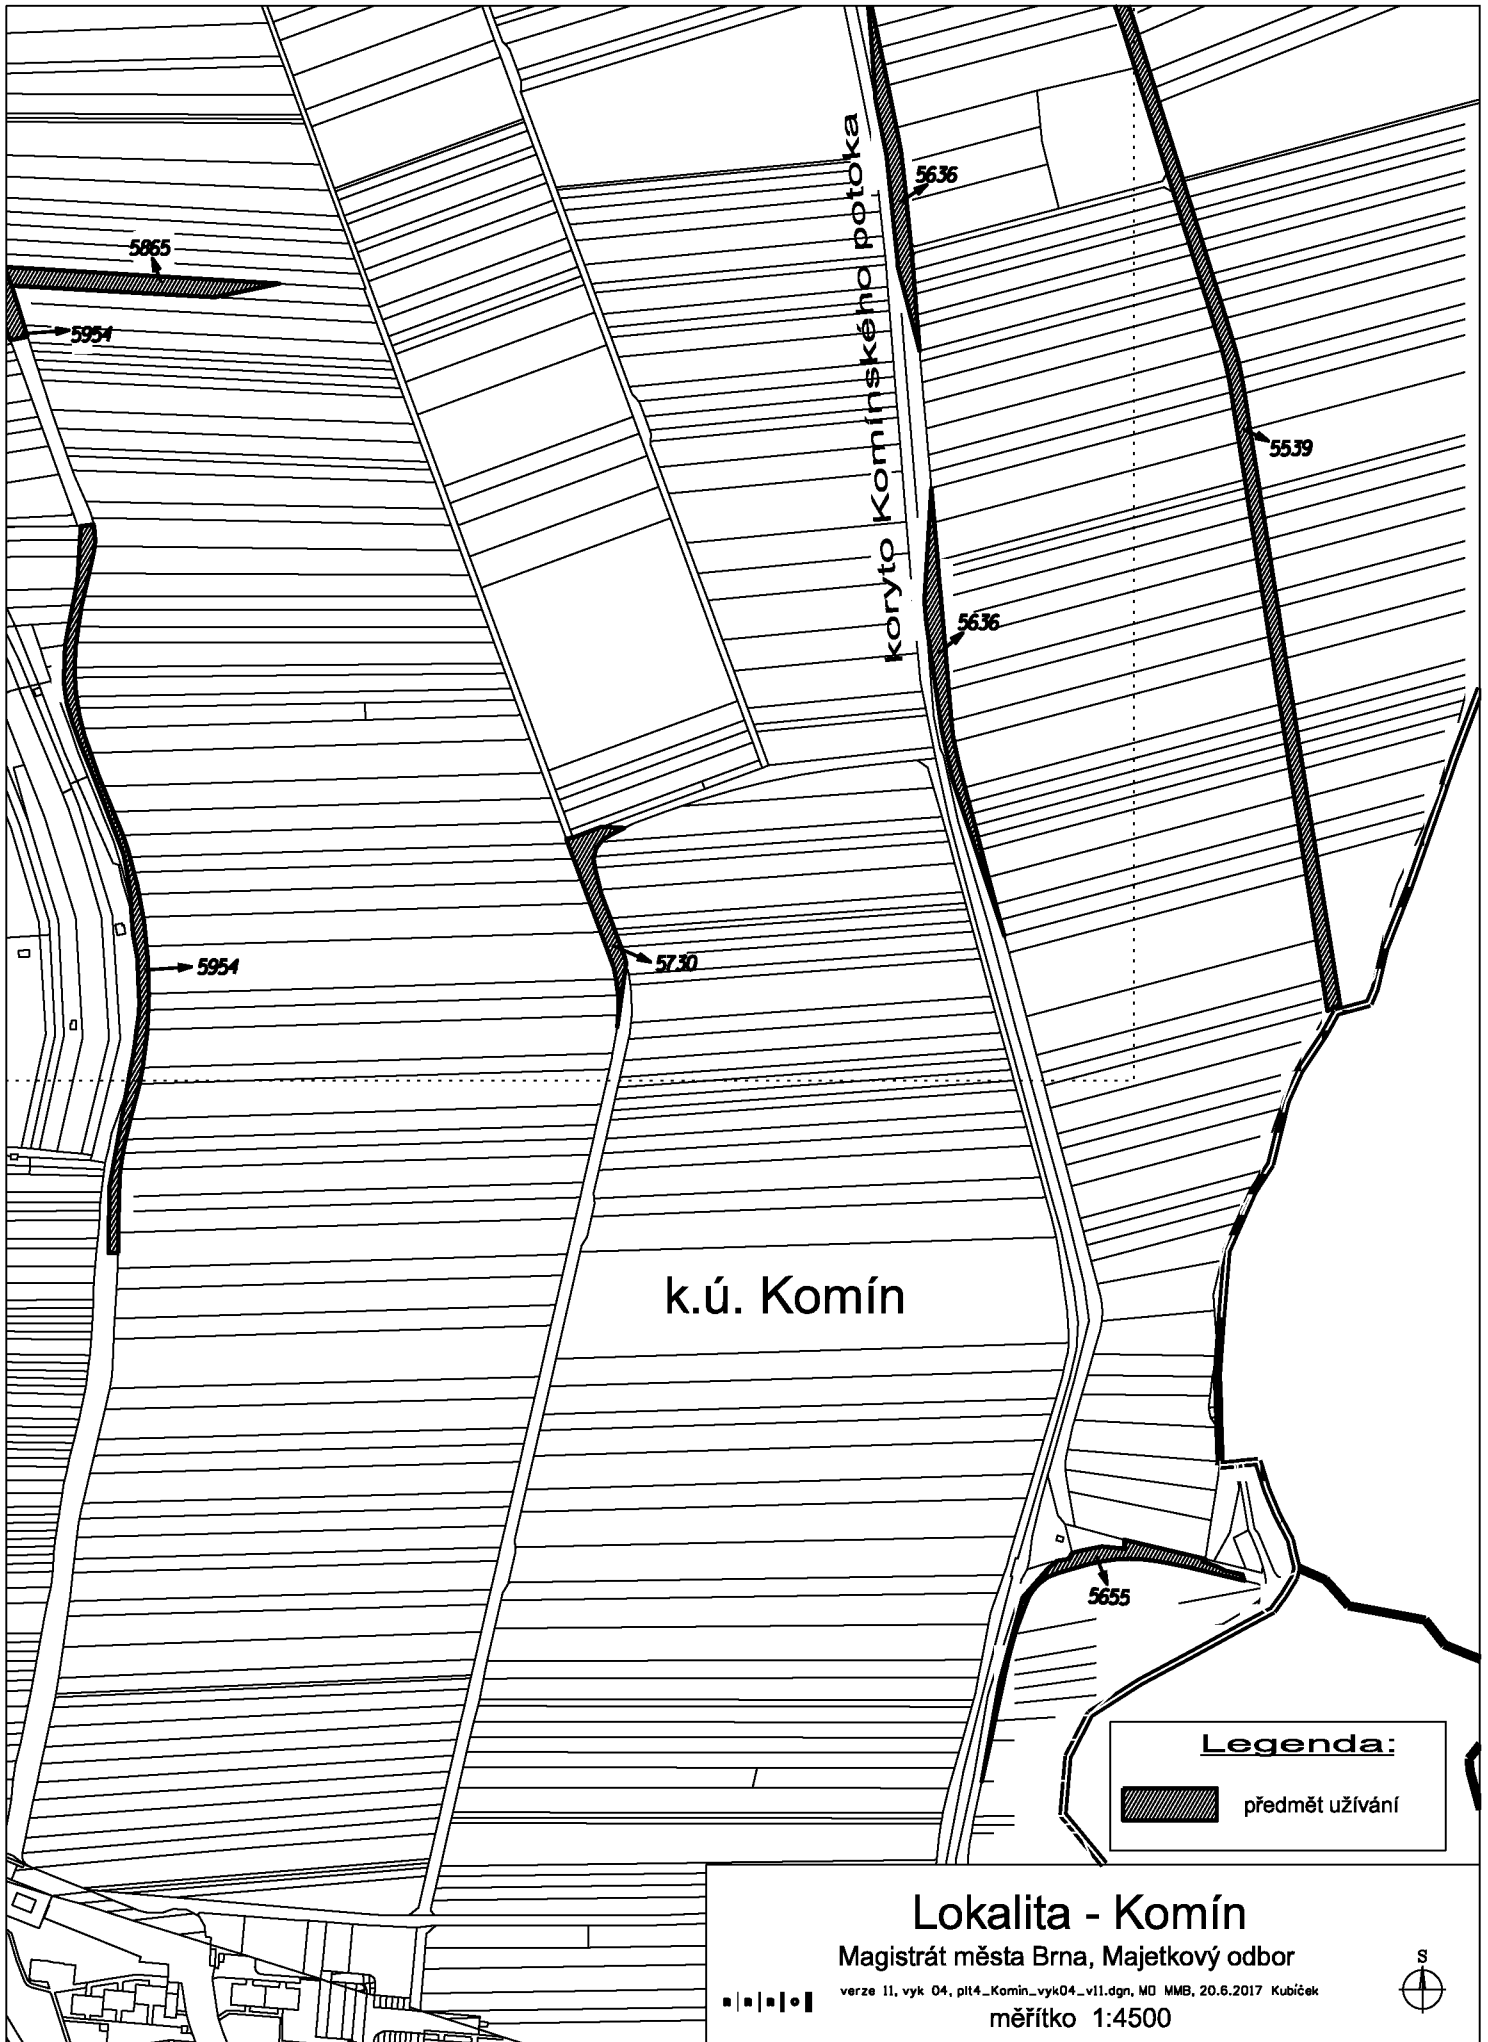 5636
5865
5954
koryto Komínského potoka
5539
5636
5954
5730
k.ú. Komín
5655
Legenda:
předmět užívání
Lokalita - Komín
Magistrát města Brna, Majetkový odbor
verze 11, vyk 04, plt4_Komin_vyk04_v11.dgn, MO MMB, 20.6.2017 Kubíček
měřítko 1:4500
S